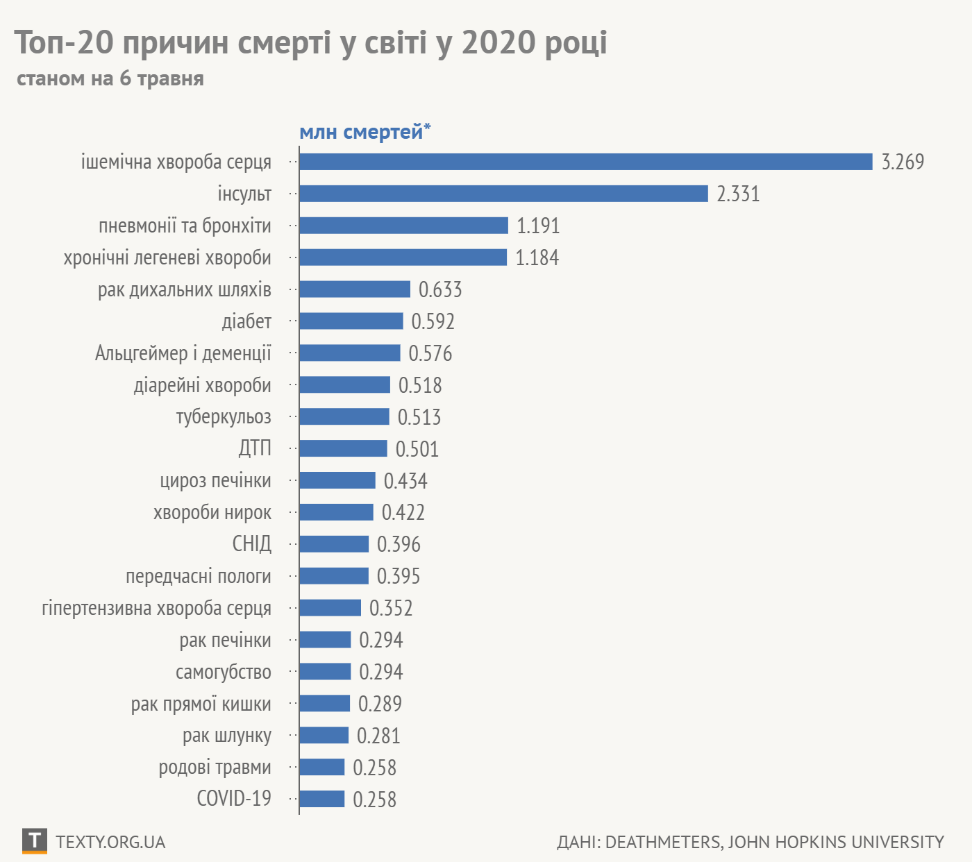 Топ-20 причин смерті у світі у 2020 році
станом на 6 травня
млн смертей*
ішемічна хвороба серця 3.269
інсульт 2.331
пневмонії та бронхіти 1.191
хронічні легеневі хвороби 1.184
рак дихальних шляхів 0.633
діабет 0.592
Альцгеймер і деменції 0.576
діарейні хвороби 0.518
туберкульоз 0.513
ДТП 0.501
цироз печінки 0.434
хвороби нирок 0.422
СНІД 0.396
передчасні пологи 0.395
гіпертензивна хвороба серця 0.352
рак печінки 0.294
самогубство 0.294
рак прямої кишки 0.289
рак шлунку 0.281
родові травми 0.258
COVID-19 0.258
T TEXTY.ORG.UA ДАНІ: DEATHMETERS, JOHN HOPKINS UNIVERSITY